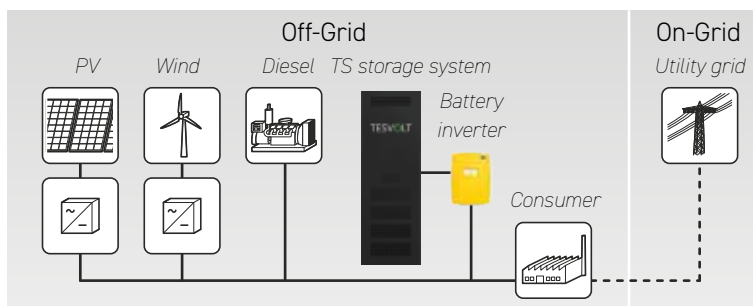 Off-Grid
On-Grid
PV
Wind
Diesel
TS storage system
Utility grid
Battery
inverter
TESVOLT
Consumer